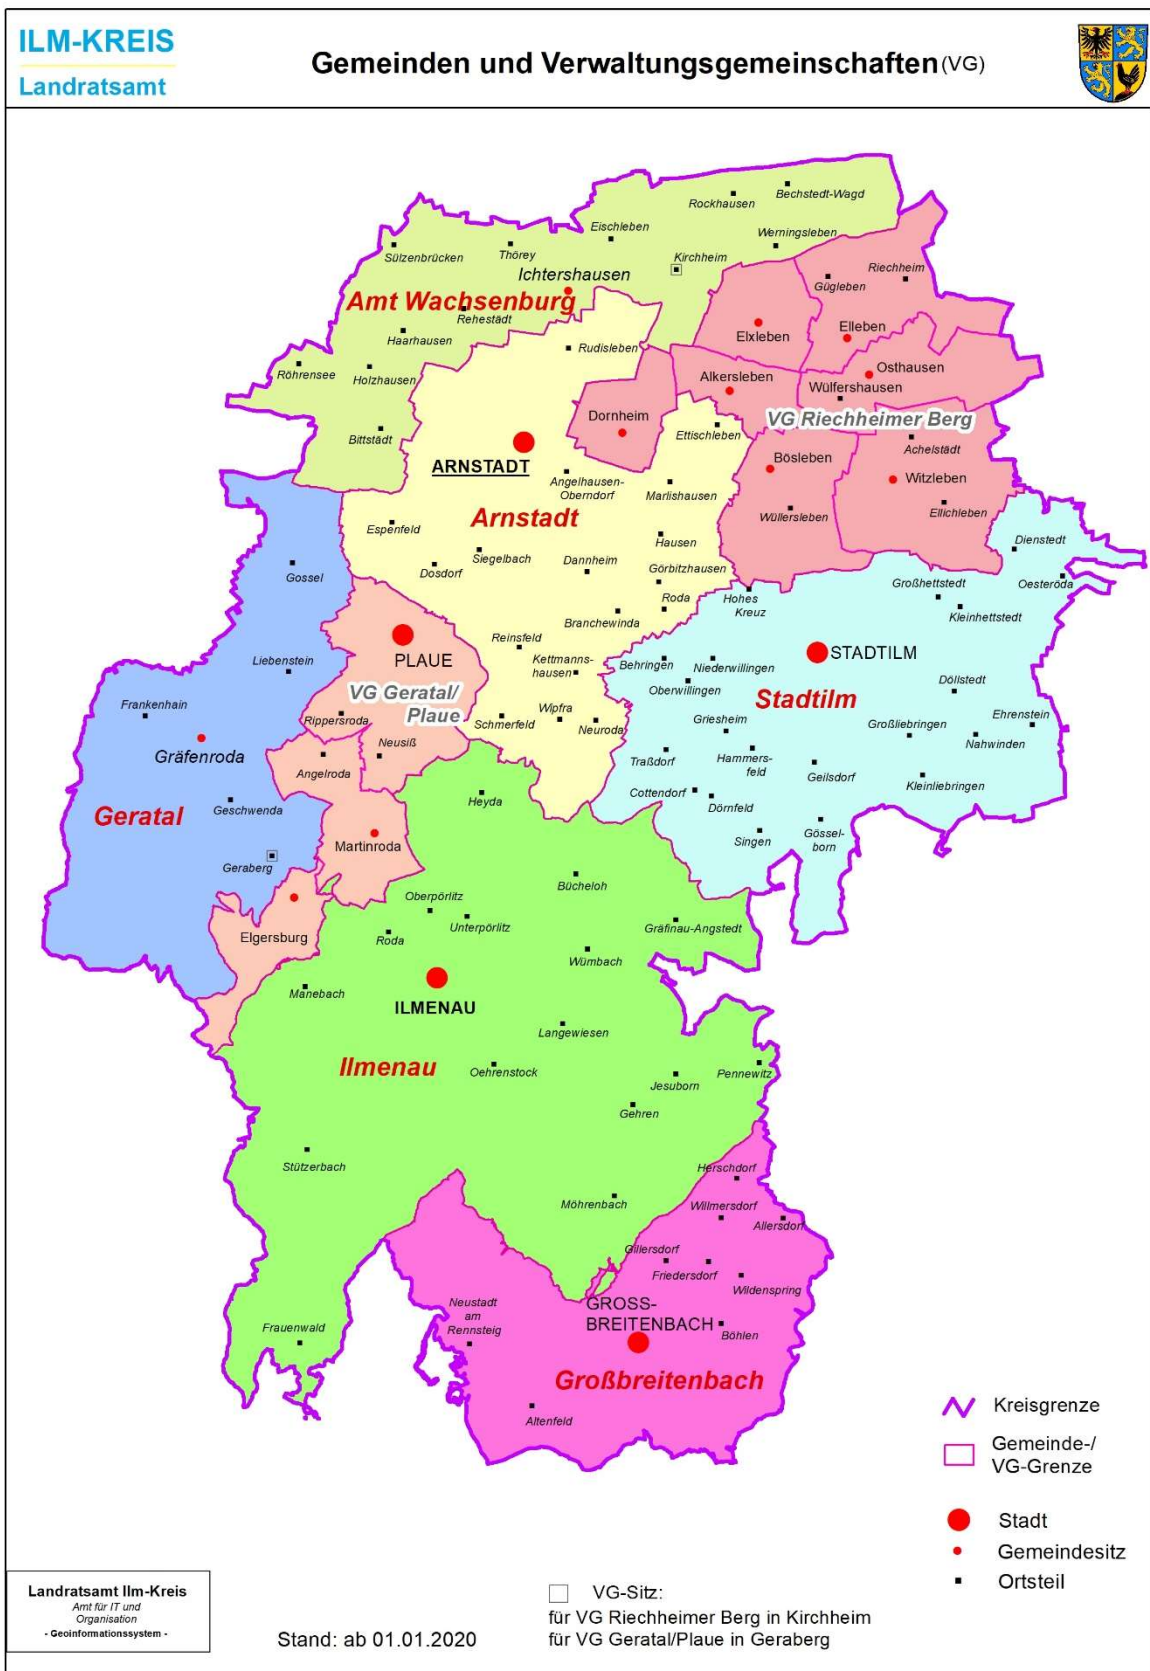 ILM-KREIS
Landratsamt
Gemeinden und Verwaltungsgemeinschaften (VG)
Bechstedt-Wagd
Rockhausen
Eischleben
Werningsleben
Sülzenbrücken
Thörey
Kirchheim
Riechheim
Ichtershausen
Gügleben
Amt Wachsenburg
Rehestädt
Haarhausen
Elxleben
Elleben
Rudisleben
Röhrensee
Holzhausen
Osthausen
Alkersleben
Wülfershausen
Dornheim
VG Riechheimer Berg
Bittstädt
Ettischleben
Achelstädt
Bösleben
ARNSTADT
Angelhausen-
Oberndorf
Witzleben
Marlishausen
Ellichleben
Arnstadt
Wüllersleben
Espenfeld
Hausen
Dienstedt
Siegelbach
Dannheim
Gossel
Dosdorf
Görbitzhausen
Großhettstedt
Oesteröda
Roda
Hohes
Kreuz
Kleinhettstedt
Branchewinda
Reinsfeld
PLAUE
STADTILM
Liebenstein
Kettmanns-
hausen
Behringen
Niederwillingen
Oberwillingen
Döllstedt
VG Geratal/
Plaue
Stadtilm
Frankenhain
Rippersroda
Schmerfeld
Wipfra
Neuroda
Griesheim
Großliebringen
Ehrenstein
Nahwinden
Gräfenroda
Neusiß
Angelroda
Traßdorf
Hammers-
feld
Geilsdorf
Kleinliebringen
Geratal
Geschwenda
Heyda
Cottendorf
Dörnfeld
Singen
Gössel-
born
Martinroda
Geraberg
Bücheloh
Oberpörlitz
Unterpörlitz
Gräfinau-Angstedt
Elgersburg
Roda
Wümbach
Manebach
ILMENAU
Langewiesen
Ilmenau
Oehrenstock
Pennewitz
Jesuborn
Gehren
Stützerbach
Herschdorf
Möhrenbach
Willmersdorf
Allersdorf
Gillersdorf
Friedersdorf
Wildenspring
Neustadt
am
Rennsteig
GROSS-
BREITENBACH
Böhlen
Frauenwald
Großbreitenbach
Altenfeld
Kreisgrenze
Gemeinde-/
VG-Grenze
Stadt
Gemeindesitz
Ortsteil
Landratsamt Ilm-Kreis
Amt für IT und
Organisation
- Geoinformationssystem -
Stand: ab 01.01.2020
VG-Sitz:
für VG Riechheimer Berg in Kirchheim
für VG Geratal/Plaue in Geraberg